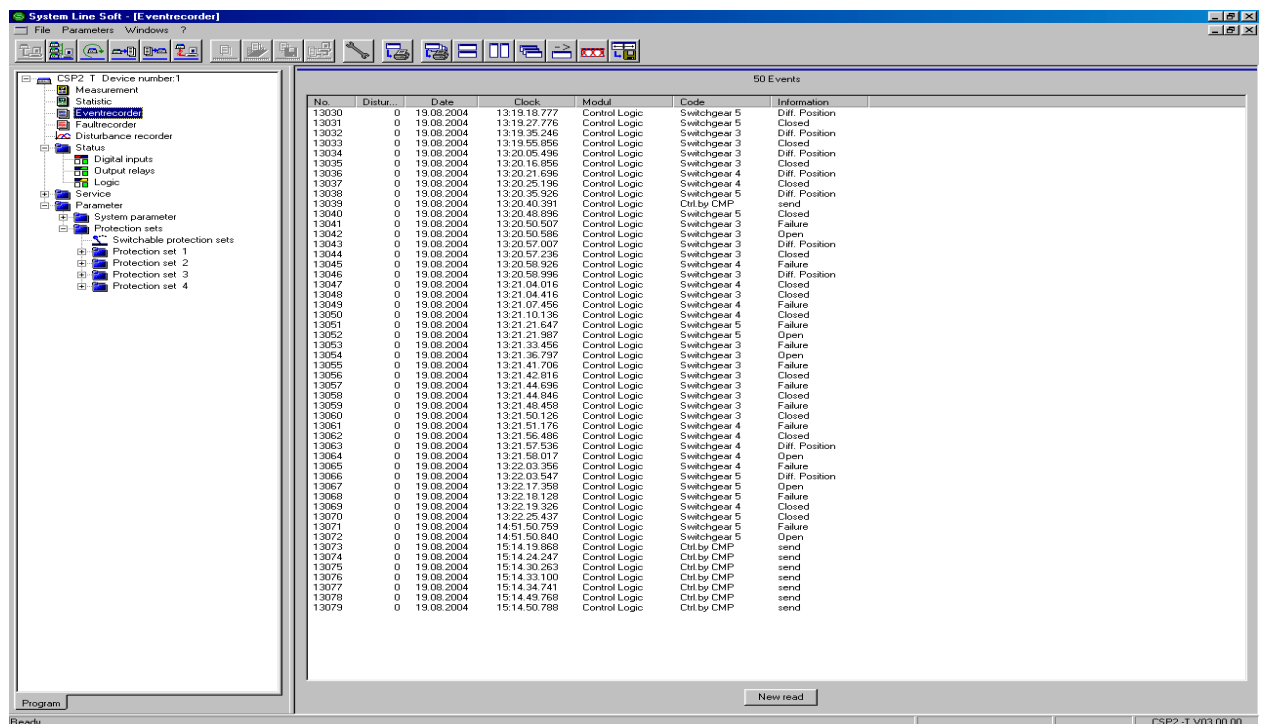 System Line Soft - [Eventrecorder]
File Parameters Windows ?
CSP2 T Device number:1
Measurement
Statistic
Eventrecorder
Faultrecorder
Disturbance recorder
Status
Digital inputs
Output relays
Logic
Service
Parameter
System parameter
Protection sets
Switchable protection sets
Protection set 1
Protection set 2
Protection set 3
Protection set 4
Program
50 Events
No. Distur... Date Clock Modul Code Information
13030 0 19.08.2004 13:19.18.777 Control Logic Switchgear 5 Diff. Position
13031 0 19.08.2004 13:19.27.776 Control Logic Switchgear 5 Closed
13032 0 19.08.2004 13:19.35.246 Control Logic Switchgear 3 Diff. Position
13033 0 19.08.2004 13:19.55.856 Control Logic Switchgear 3 Closed
13034 0 19.08.2004 13:20.05.496 Control Logic Switchgear 3 Diff. Position
13035 0 19.08.2004 13:20.16.856 Control Logic Switchgear 3 Closed
13036 0 19.08.2004 13:20.21.696 Control Logic Switchgear 4 Diff. Position
13037 0 19.08.2004 13:20.25.196 Control Logic Switchgear 4 Closed
13038 0 19.08.2004 13:20.35.926 Control Logic Switchgear 5 Diff. Position
13039 0 19.08.2004 13:20.40.391 Control Logic Ctrl.by CMP send
13040 0 19.08.2004 13:20.48.896 Control Logic Switchgear 5 Closed
13041 0 19.08.2004 13:20.50.507 Control Logic Switchgear 3 Failure
13042 0 19.08.2004 13:20.50.586 Control Logic Switchgear 3 Open
13043 0 19.08.2004 13:20.57.007 Control Logic Switchgear 3 Diff. Position
13044 0 19.08.2004 13:20.57.236 Control Logic Switchgear 3 Closed
13045 0 19.08.2004 13:20.58.926 Control Logic Switchgear 4 Failure
13046 0 19.08.2004 13:20.58.996 Control Logic Switchgear 3 Diff. Position
13047 0 19.08.2004 13:21.04.016 Control Logic Switchgear 4 Closed
13048 0 19.08.2004 13:21.04.416 Control Logic Switchgear 3 Closed
13049 0 19.08.2004 13:21.07.456 Control Logic Switchgear 4 Failure
13050 0 19.08.2004 13:21.10.136 Control Logic Switchgear 4 Closed
13051 0 19.08.2004 13:21.21.647 Control Logic Switchgear 5 Failure
13052 0 19.08.2004 13:21.21.987 Control Logic Switchgear 5 Open
13053 0 19.08.2004 13:21.33.456 Control Logic Switchgear 3 Failure
13054 0 19.08.2004 13:21.36.797 Control Logic Switchgear 3 Open
13055 0 19.08.2004 13:21.41.706 Control Logic Switchgear 3 Failure
13056 0 19.08.2004 13:21.42.816 Control Logic Switchgear 3 Closed
13057 0 19.08.2004 13:21.44.696 Control Logic Switchgear 3 Failure
13058 0 19.08.2004 13:21.44.846 Control Logic Switchgear 3 Closed
13059 0 19.08.2004 13:21.48.458 Control Logic Switchgear 3 Failure
13060 0 19.08.2004 13:21.50.126 Control Logic Switchgear 3 Closed
13061 0 19.08.2004 13:21.51.176 Control Logic Switchgear 4 Failure
13062 0 19.08.2004 13:21.56.486 Control Logic Switchgear 4 Closed
13063 0 19.08.2004 13:21.57.536 Control Logic Switchgear 4 Diff. Position
13064 0 19.08.2004 13:21.58.017 Control Logic Switchgear 4 Open
13065 0 19.08.2004 13:22.03.356 Control Logic Switchgear 4 Failure
13066 0 19.08.2004 13:22.03.547 Control Logic Switchgear 5 Diff. Position
13067 0 19.08.2004 13:22.17.358 Control Logic Switchgear 5 Open
13068 0 19.08.2004 13:22.18.128 Control Logic Switchgear 5 Failure
13069 0 19.08.2004 13:22.19.326 Control Logic Switchgear 4 Closed
13070 0 19.08.2004 13:22.25.437 Control Logic Switchgear 5 Closed
13071 0 19.08.2004 14:51.50.759 Control Logic Switchgear 5 Failure
13072 0 19.08.2004 14:51.50.840 Control Logic Switchgear 5 Open
13073 0 19.08.2004 15:14.19.868 Control Logic Ctrl.by CMP send
13074 0 19.08.2004 15:14.24.247 Control Logic Ctrl.by CMP send
13075 0 19.08.2004 15:14.30.263 Control Logic Ctrl.by CMP send
13076 0 19.08.2004 15:14.33.100 Control Logic Ctrl.by CMP send
13077 0 19.08.2004 15:14.34.741 Control Logic Ctrl.by CMP send
13078 0 19.08.2004 15:14.49.768 Control Logic Ctrl.by CMP send
13079 0 19.08.2004 15:14.50.788 Control Logic Ctrl.by CMP send
New read
Ready CSP2 -T V03.00.00